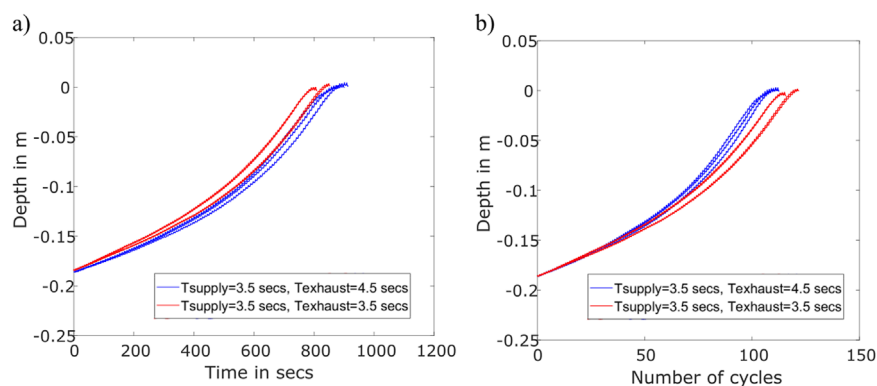 a)
0.05
0
-0.05
-0.1
-0.15
-0.2
-0.25
Depth in m
0
200
400
600
800
1000
1200
Time in secs
Tsupply=3.5 secs, Texhaust=4.5 secs
Tsupply=3.5 secs, Texhaust=3.5 secs
b)
0.05
0
-0.05
-0.1
-0.15
-0.2
-0.25
Depth in m
0
50
100
150
Number of cycles
Tsupply=3.5 secs, Texhaust=4.5 secs
Tsupply=3.5 secs, Texhaust=3.5 secs